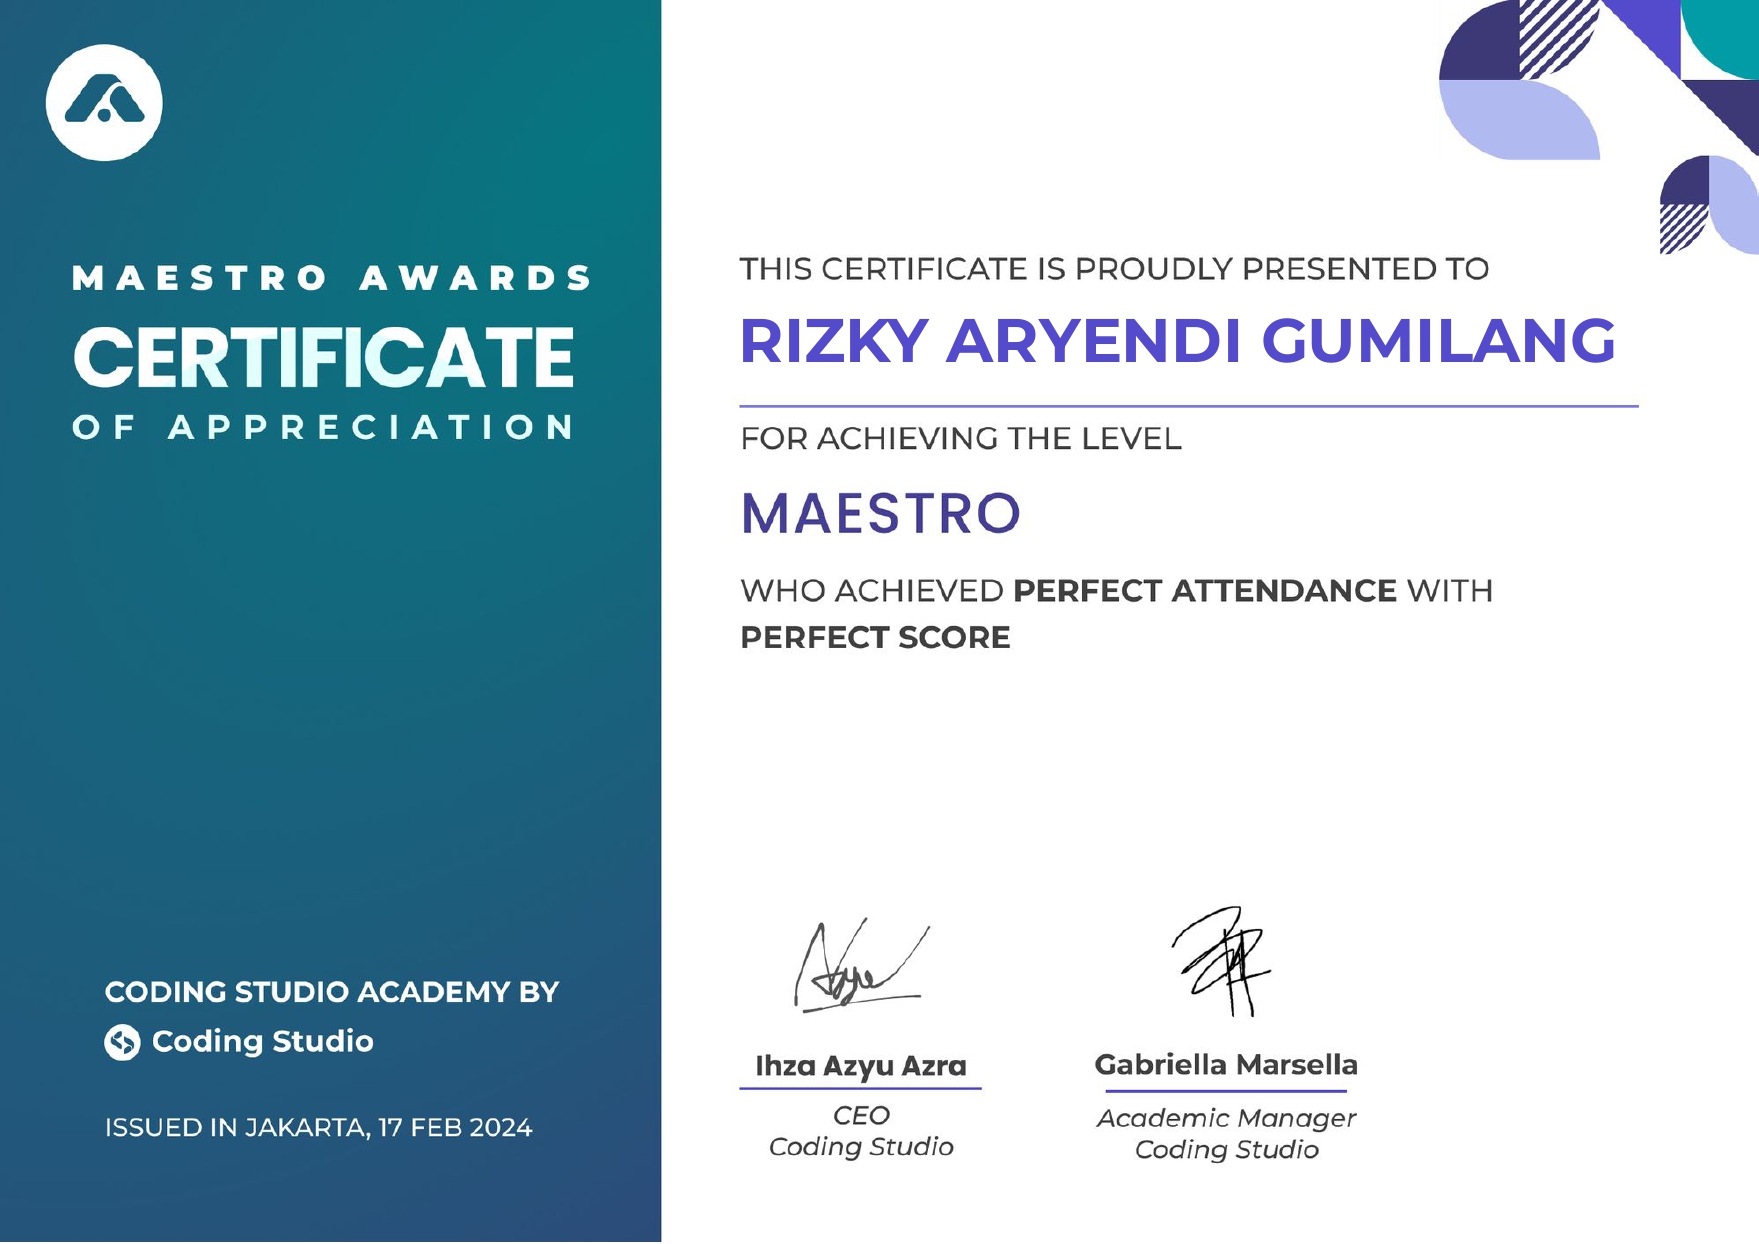 MAESTRO AWARDS
CERTIFICATE
OF APPRECIATION
CODING STUDIO ACADEMY BY
Coding Studio
ISSUED IN JAKARTA, 17 FEB 2024
THIS CERTIFICATE IS PROUDLY PRESENTED TO
RIZKY ARYENDI GUMILANG
FOR ACHIEVING THE LEVEL
MAESTRO
WHO ACHIEVED PERFECT ATTENDANCE WITH
PERFECT SCORE
Ihza Azyu Azra
CEO
Coding Studio
Gabriella Marsella
Academic Manager
Coding Studio